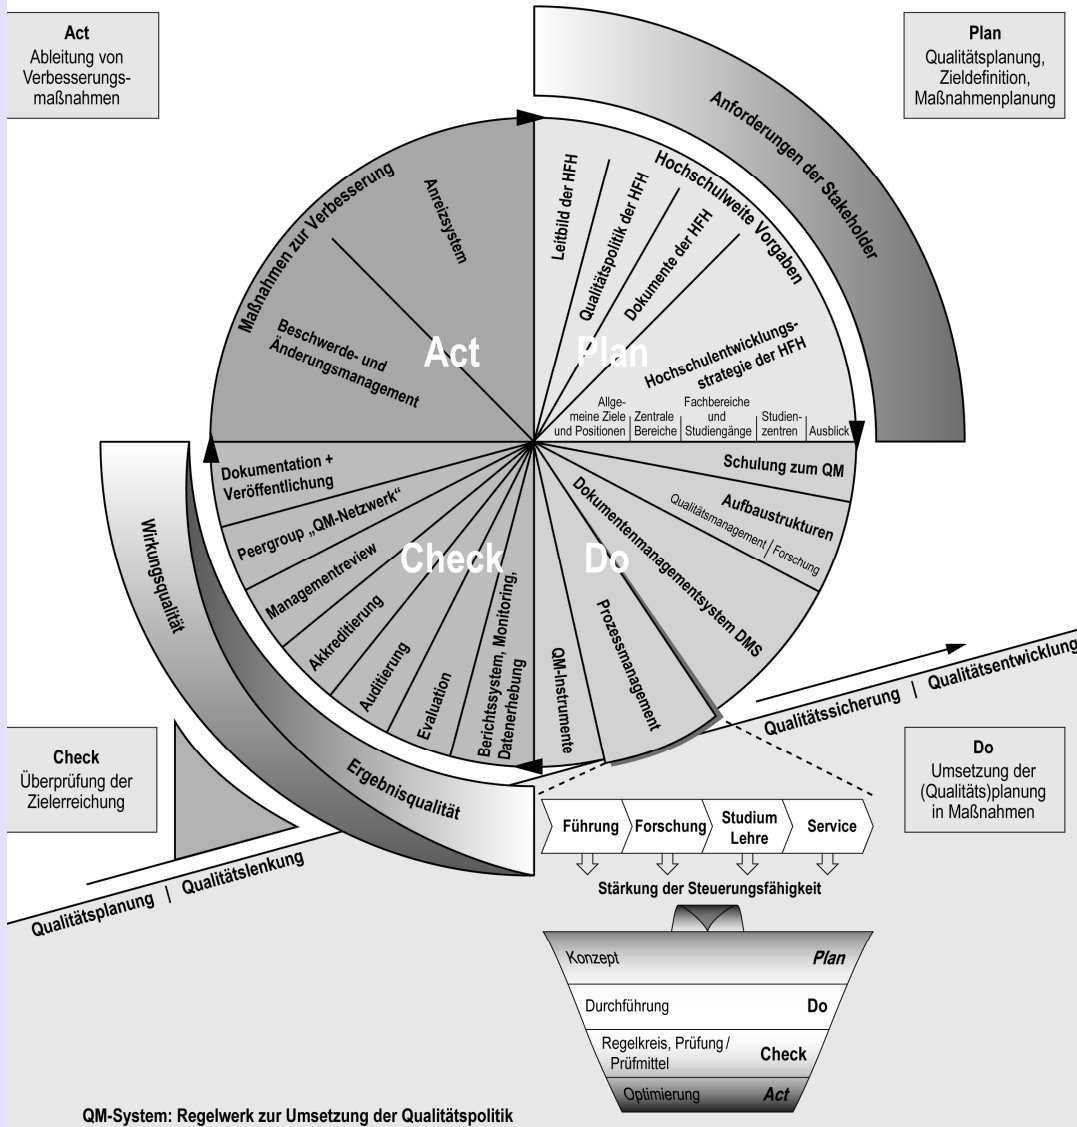 Act
Ableitung von
Verbesserungs-
maßnahmen
Plan
Qualitätsplanung,
Zieldefinition,
Maßnahmenplanung
Anforderungen der Stakeholder
Maßnahmen zur Verbesserung
Anreizsystem
Beschwerde- und
Änderungsmanagement
Act
Hochschulweite Vorgaben
Leitbild der HFH
Qualitätspolitik der HFH
Dokumente der HFH
Plan
Hochschulentwicklungs-
strategie der HFH
Allge-
meine Ziele
und Positionen
Zentrale
Bereiche
Fachbereiche
und
Studiengänge
Studien-
zentren
Ausblick
Schulung zum QM
Aufbaustrukturen
Qualitätsmanagement | Forschung
Dokumentenmanagementsystem DMS
Do
Prozessmanagement
QM-Instrumente
Check
Berichtssystem, Monitoring,
Datenerhebung
Evaluation
Auditierung
Akkreditierung
Managementreview
Peergroup „QM-Netzwerk“
Dokumentation +
Veröffentlichung
Wirkungsqualität
Ergebnisqualität
Qualitätssicherung | Qualitätsentwicklung
Check
Überprüfung der
Zielerreichung
Do
Umsetzung der
(Qualitäts)planung
in Maßnahmen
Qualitätsplanung | Qualitätslenkung
Führung
Forschung
Studium
Lehre
Service
Stärkung der Steuerungsfähigkeit
Konzept Plan
Durchführung Do
Regelkreis, Prüfung /
Prüfmittel
Check
Optimierung Act
QM-System: Regelwerk zur Umsetzung der Qualitätspolitik